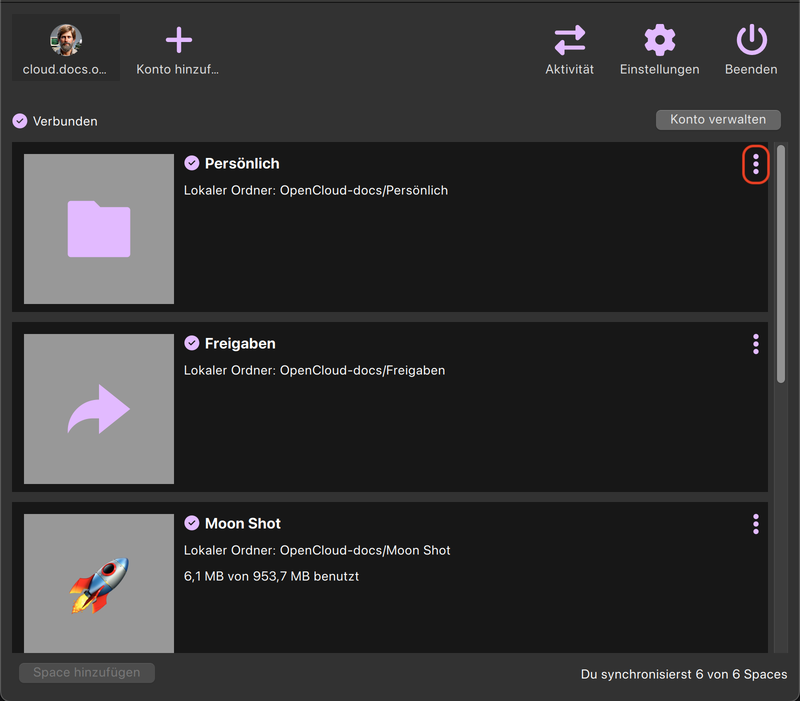 cloud.docs.o...
Konto hinzuf...
Aktivität
Einstellungen
Beenden
Verbunden
Konto verwalten
Persönlich
Lokaler Ordner: OpenCloud-docs/Persönlich
Freigaben
Lokaler Ordner: OpenCloud-docs/Freigaben
Moon Shot
Lokaler Ordner: OpenCloud-docs/Moon Shot
6,1 MB von 953,7 MB benutzt
Space hinzufügen
Du synchronisierst 6 von 6 Spaces